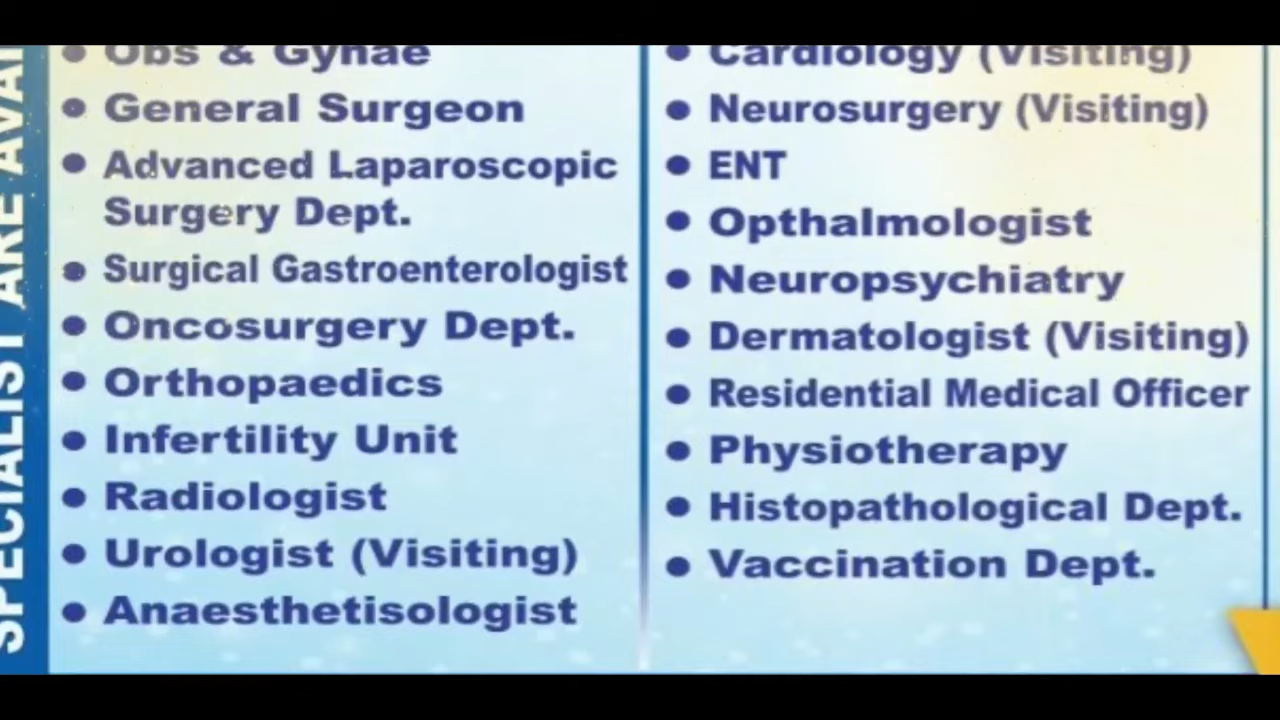 SPECIALIST ARE
• Obs & Gynae
• General Surgeon
• Advanced Laparoscopic
Surgery Dept.
• Surgical Gastroenterologist
• Oncosurgery Dept.
• Orthopaedics
• Infertility Unit
• Radiologist
• Urologist (Visiting)
• Anaesthetisologist
• Cardiology (Visiting)
• Neurosurgery (Visiting)
• ENT
• Opthalmologist
• Neuropsychiatry
• Dermatologist (Visiting)
• Residential Medical Officer
• Physiotherapy
• Histopathological Dept.
• Vaccination Dept.